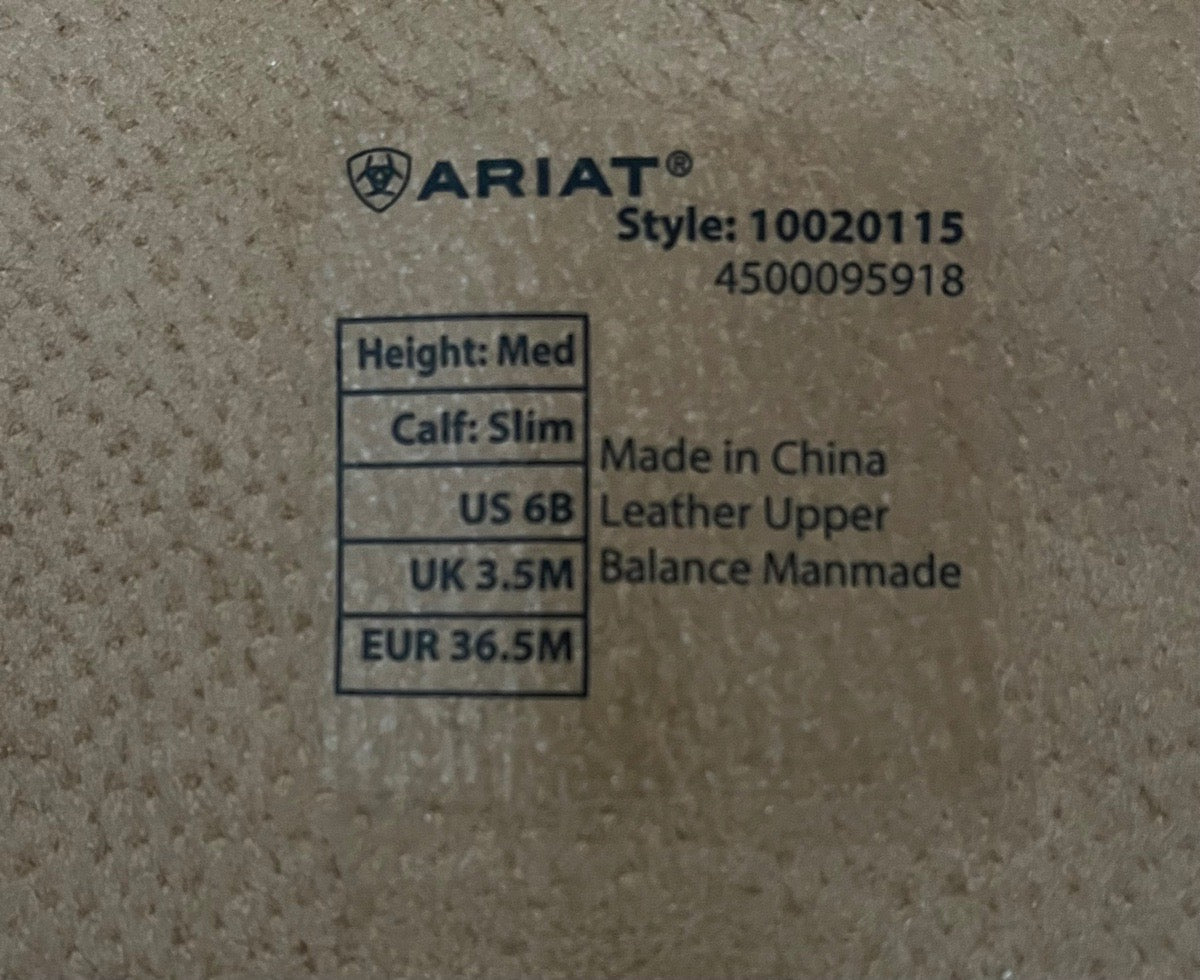 ARIAT®
Style: 10020115
4500095918
Height: Med
Calf: Slim
US 6B
UK 3.5M
EUR 36.5M
Made in China
Leather Upper
Balance Manmade